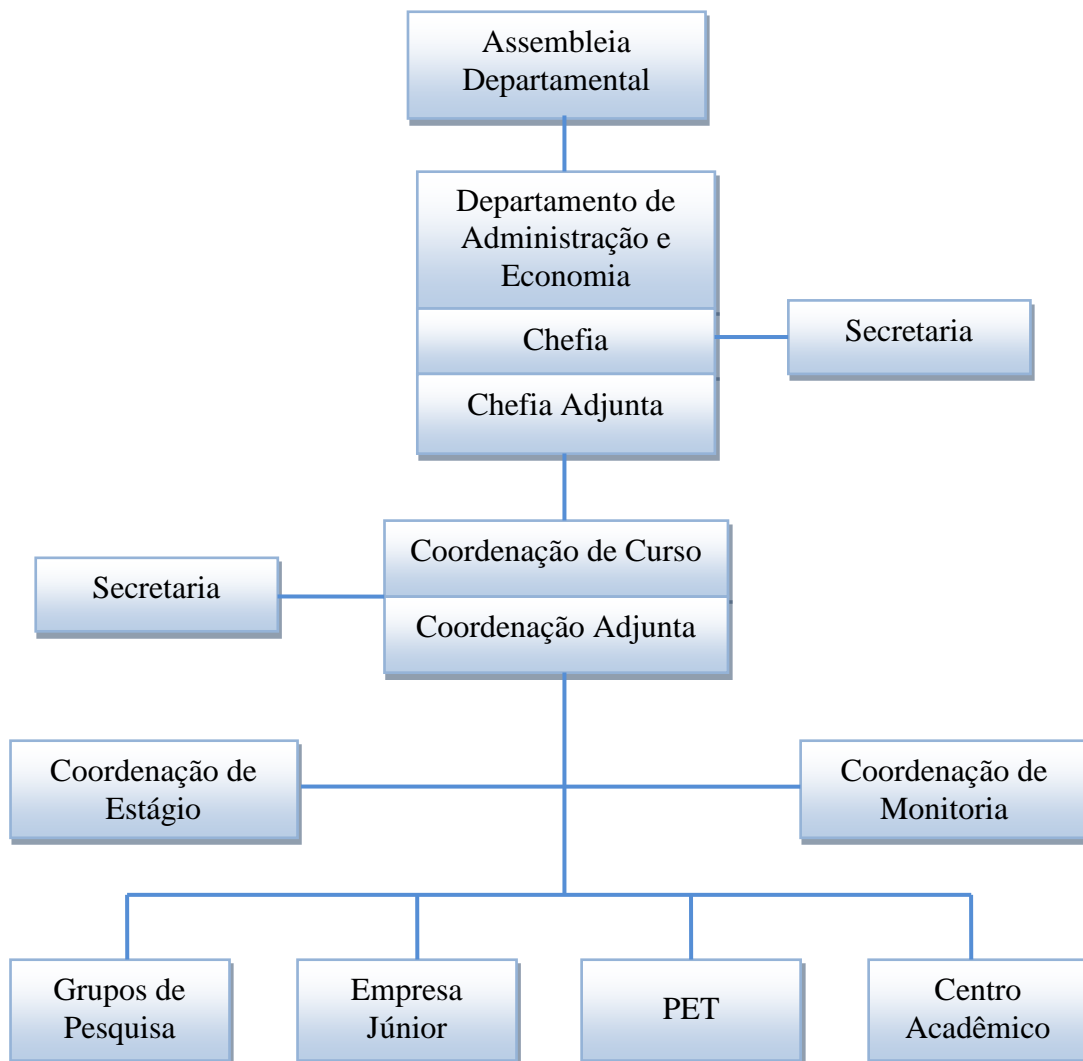 Assembleia
Departamental
Departamento de
Administração e
Economia
Chefia
Secretaria
Chefia Adjunta
Coordenação de Curso
Secretaria
Coordenação Adjunta
Coordenação de
Estágio
Coordenação de
Monitoria
Grupos de
Pesquisa
Empresa
Júnior
PET
Centro
Acadêmico